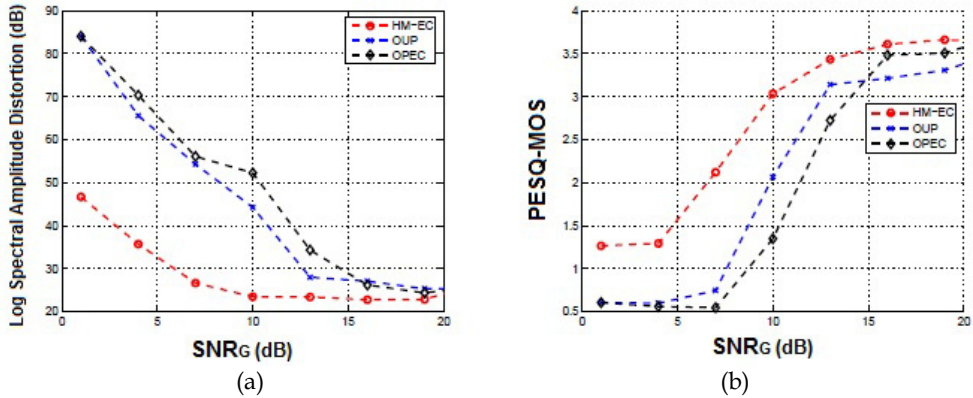 90
80
70
60
50
40
30
20
0
5
10
15
20
Log Spectral Amplitude Distortion (dB)
SNRG (dB)
HM-EC
OUP
OPEC
(a)
4
3.5
3
2.5
2
1.5
1
0.5
0
5
10
15
20
PESQ-MOS
SNRG (dB)
HM-EC
OUP
OPEC
(b)